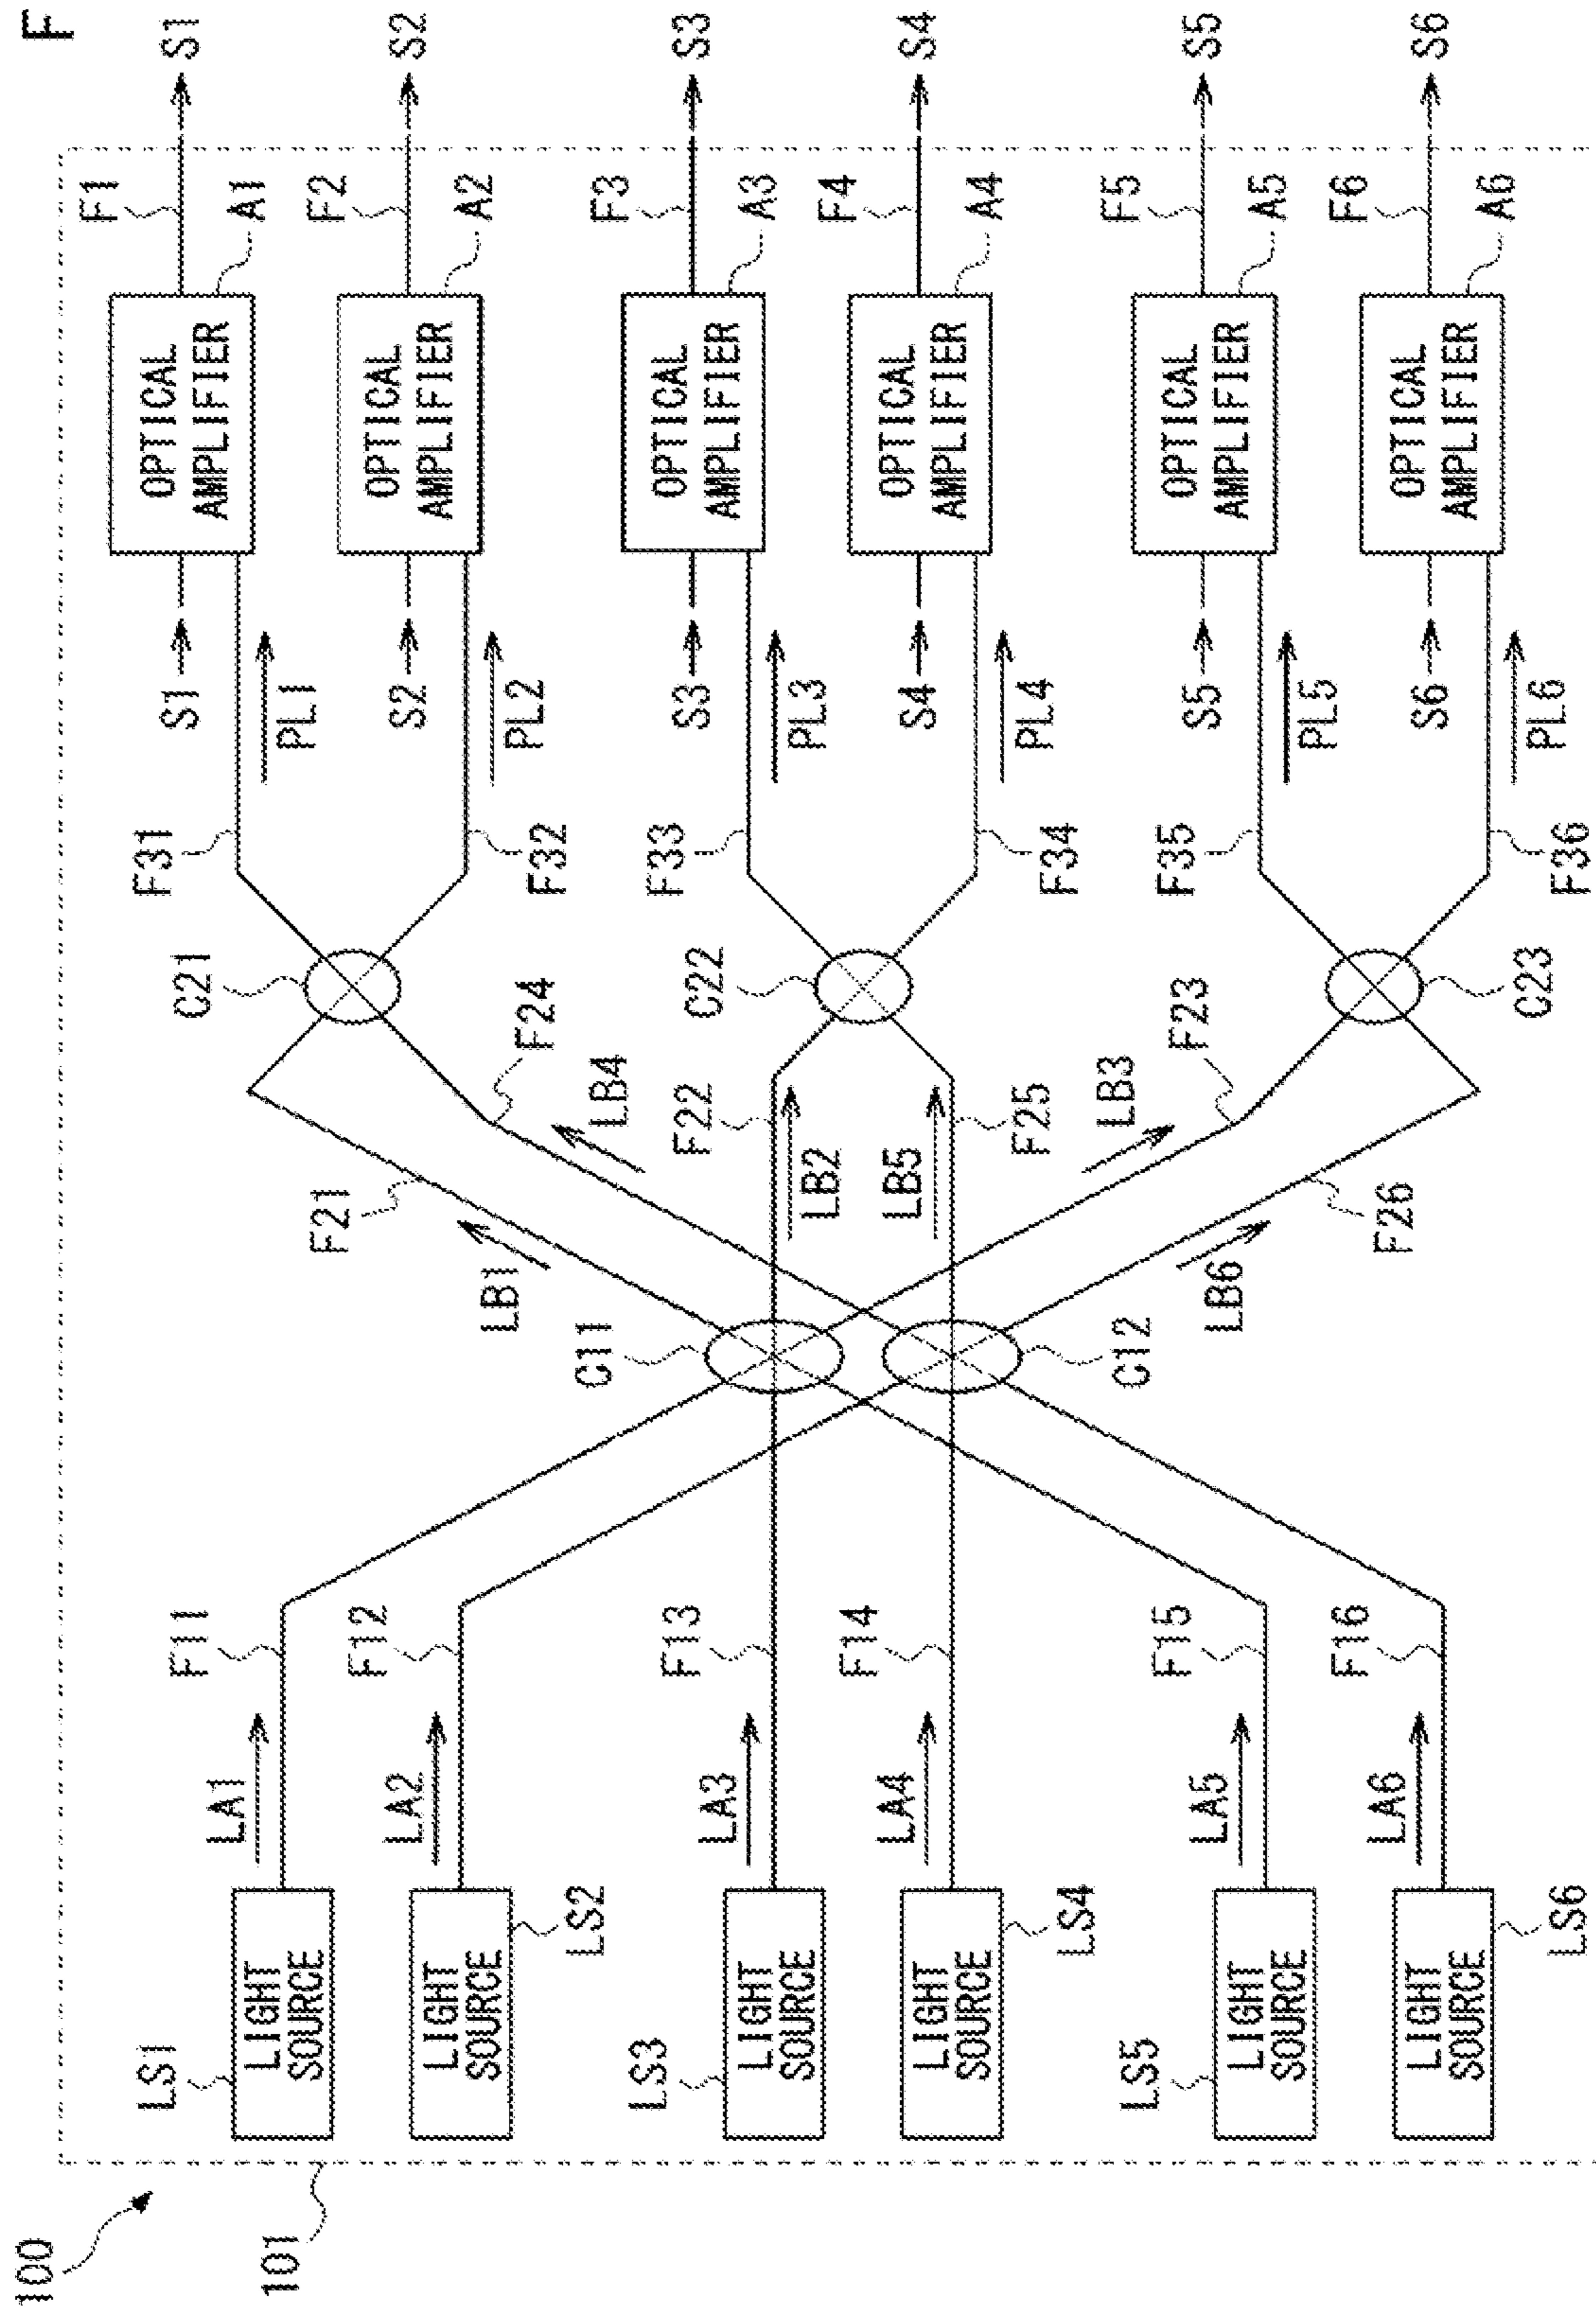 F
100
101
LS1
LIGHT
SOURCE
LA1
F11
LIGHT
SOURCE
LS2
LA2
F12
LS3
LIGHT
SOURCE
LA3
F13
LIGHT
SOURCE
LS4
LA4
F14
LS5
LIGHT
SOURCE
LA5
F15
LIGHT
SOURCE
LS6
LA6
F16
C11
C12
LB1
F21
LB4
F24
F22
LB2
LB5
F25
LB3
F23
LB6
F26
C21
C22
C23
F31
PL1
S1
OPTICAL
AMPLIFIER
A1
F1
S1
F32
PL2
S2
OPTICAL
AMPLIFIER
A2
F2
S2
F33
PL3
S3
OPTICAL
AMPLIFIER
A3
F3
S3
F34
PL4
S4
OPTICAL
AMPLIFIER
A4
F4
S4
F35
PL5
S5
OPTICAL
AMPLIFIER
A5
F5
S5
F36
PL6
S6
OPTICAL
AMPLIFIER
A6
F6
S6